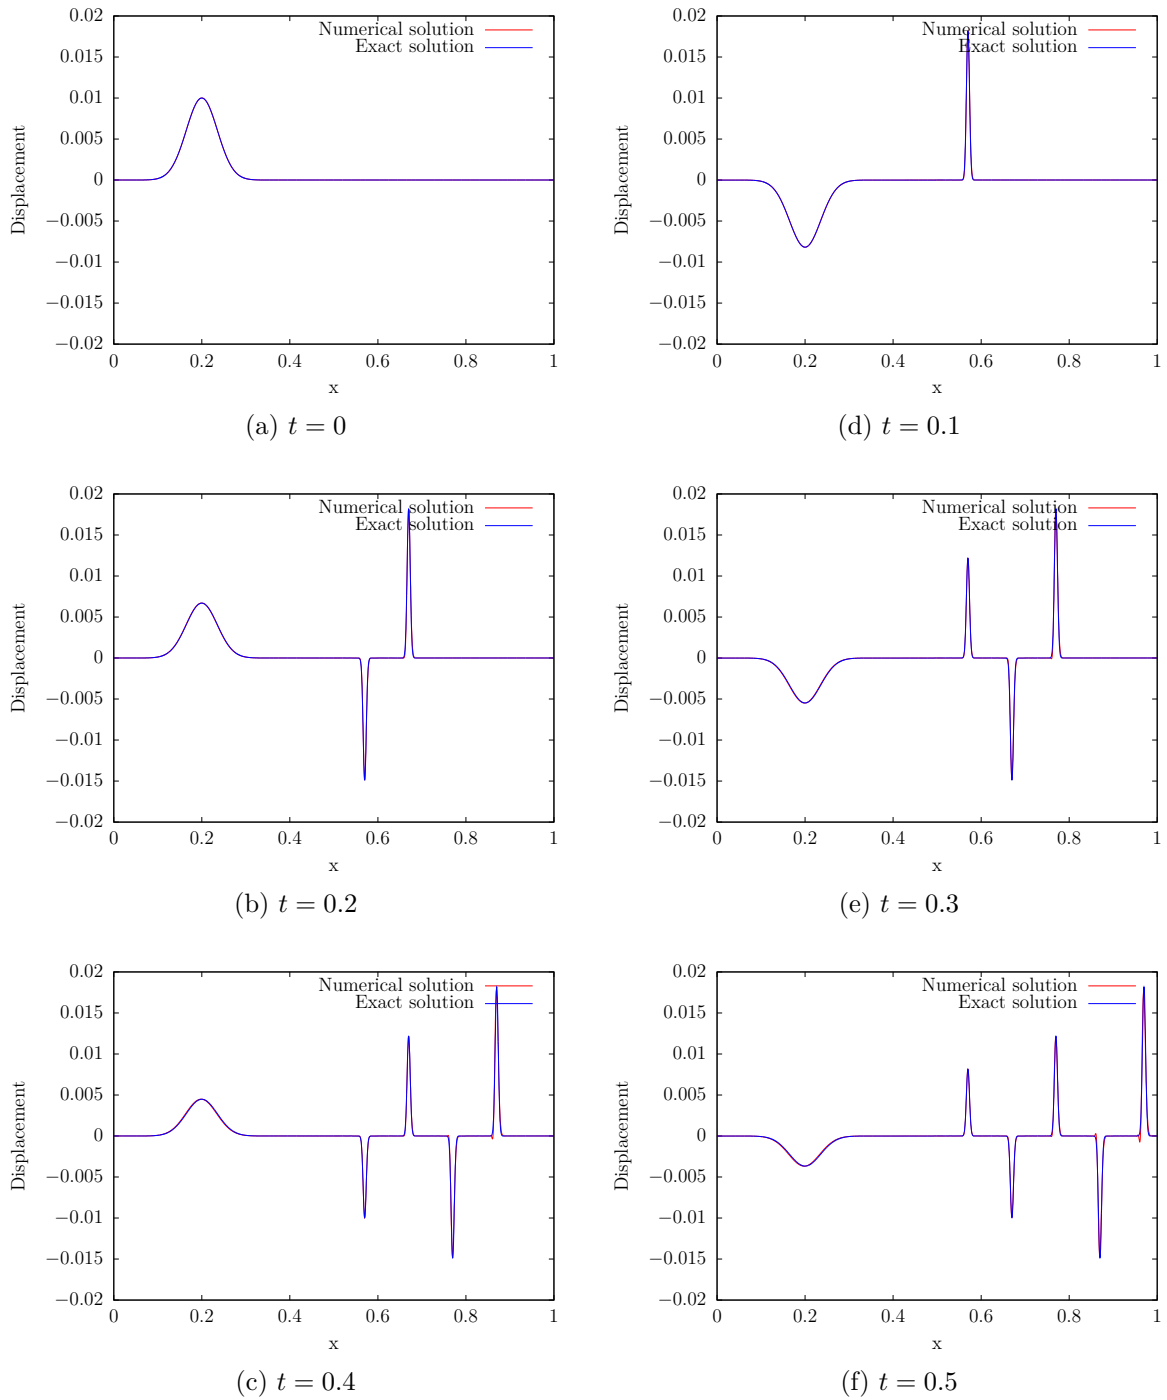 0.02
0.015
0.01
0.005
0
−0.005
−0.01
−0.015
−0.02
Displacement
Numerical solution
Exact solution
0 0.2 0.4 0.6 0.8 1
x
(a) t = 0
0.02
0.015
0.01
0.005
0
−0.005
−0.01
−0.015
−0.02
Displacement
Numerical solution
Exact solution
0 0.2 0.4 0.6 0.8 1
x
(d) t = 0.1
0.02
0.015
0.01
0.005
0
−0.005
−0.01
−0.015
−0.02
Displacement
Numerical solution
Exact solution
0 0.2 0.4 0.6 0.8 1
x
(b) t = 0.2
0.02
0.015
0.01
0.005
0
−0.005
−0.01
−0.015
−0.02
Displacement
Numerical solution
Exact solution
0 0.2 0.4 0.6 0.8 1
x
(e) t = 0.3
0.02
0.015
0.01
0.005
0
−0.005
−0.01
−0.015
−0.02
Displacement
Numerical solution
Exact solution
0 0.2 0.4 0.6 0.8 1
x
(c) t = 0.4
0.02
0.015
0.01
0.005
0
−0.005
−0.01
−0.015
−0.02
Displacement
Numerical solution
Exact solution
0 0.2 0.4 0.6 0.8 1
x
(f) t = 0.5